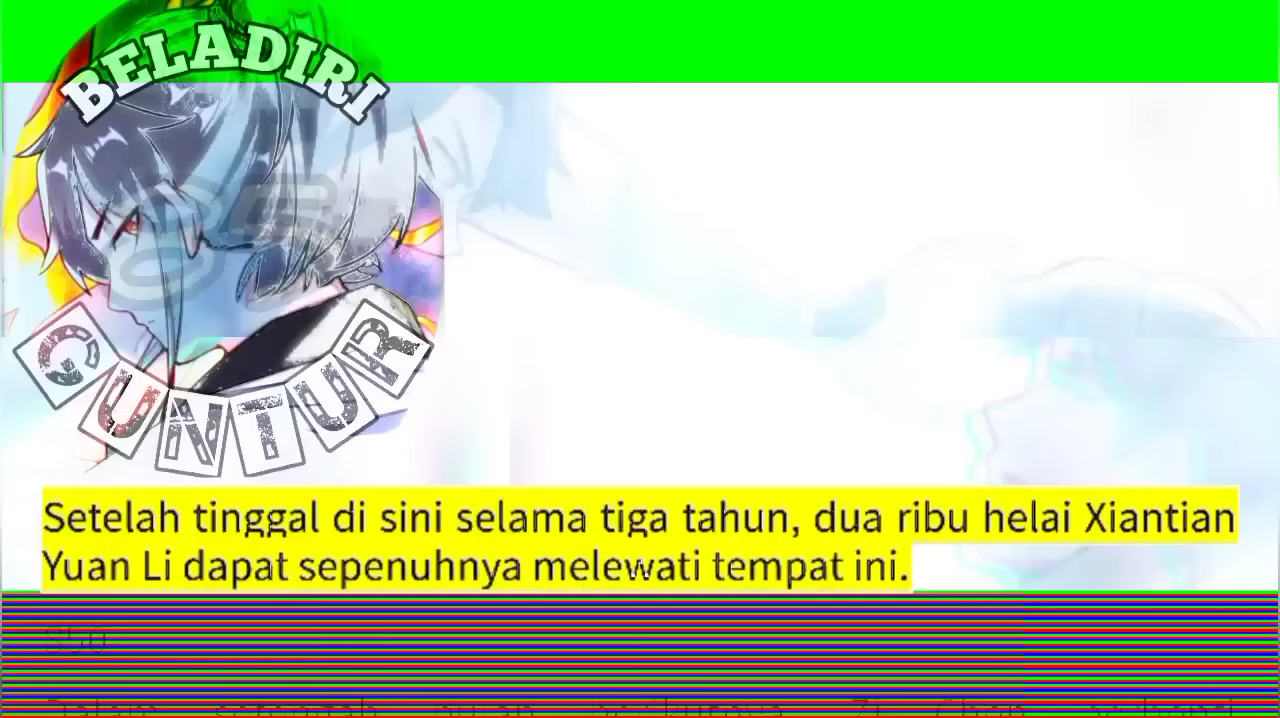 BELADIRI
GUNTUR
Setelah tinggal di sini selama tiga tahun, dua ribu helai Xiantian
Yuan Li dapat sepenuhnya melewati tempat ini.